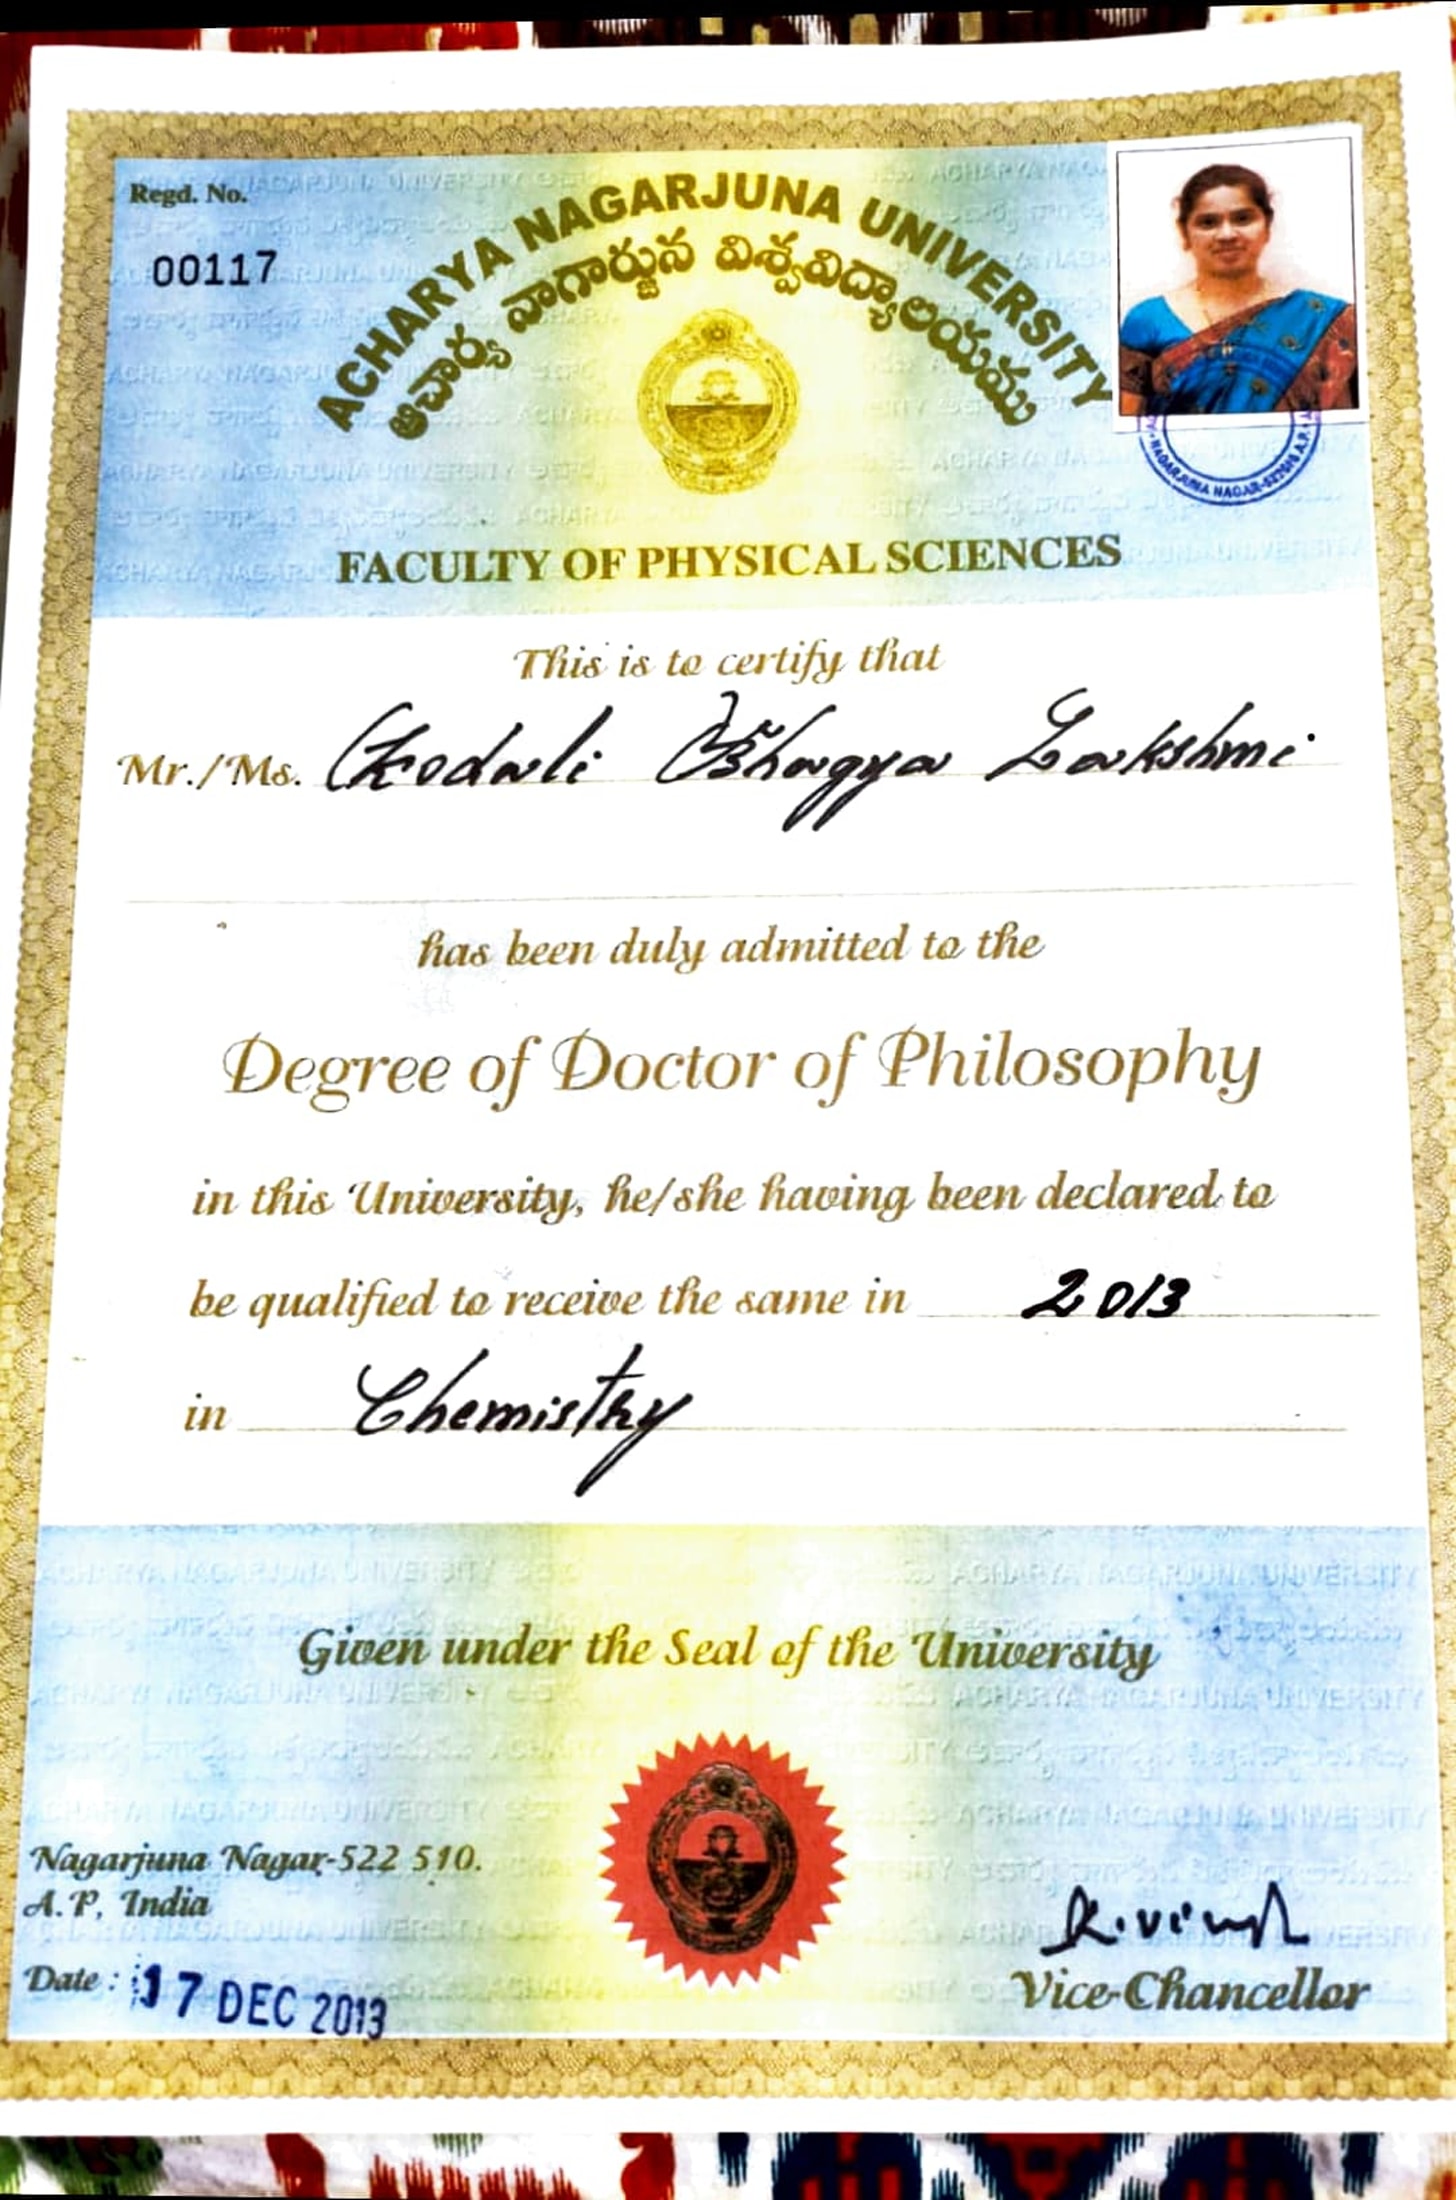 Regd. No.
00117
ACHARYA NAGARJUNA UNIVERSITY
ఆచార్య నాగార్జున విశ్వవిద్యాలయము
FACULTY OF PHYSICAL SCIENCES
This is to certify that
Mr./Ms. Kodali Bhagya Lakshmi
has been duly admitted to the
Degree of Doctor of Philosophy
in this University, he/she having been declared to
be qualified to receive the same in 2013
in Chemistry
Given under the Seal of the University
Nagarjuna Nagar-522 510.
A.P, India
Date : 17 DEC 2013
Vice-Chancellor